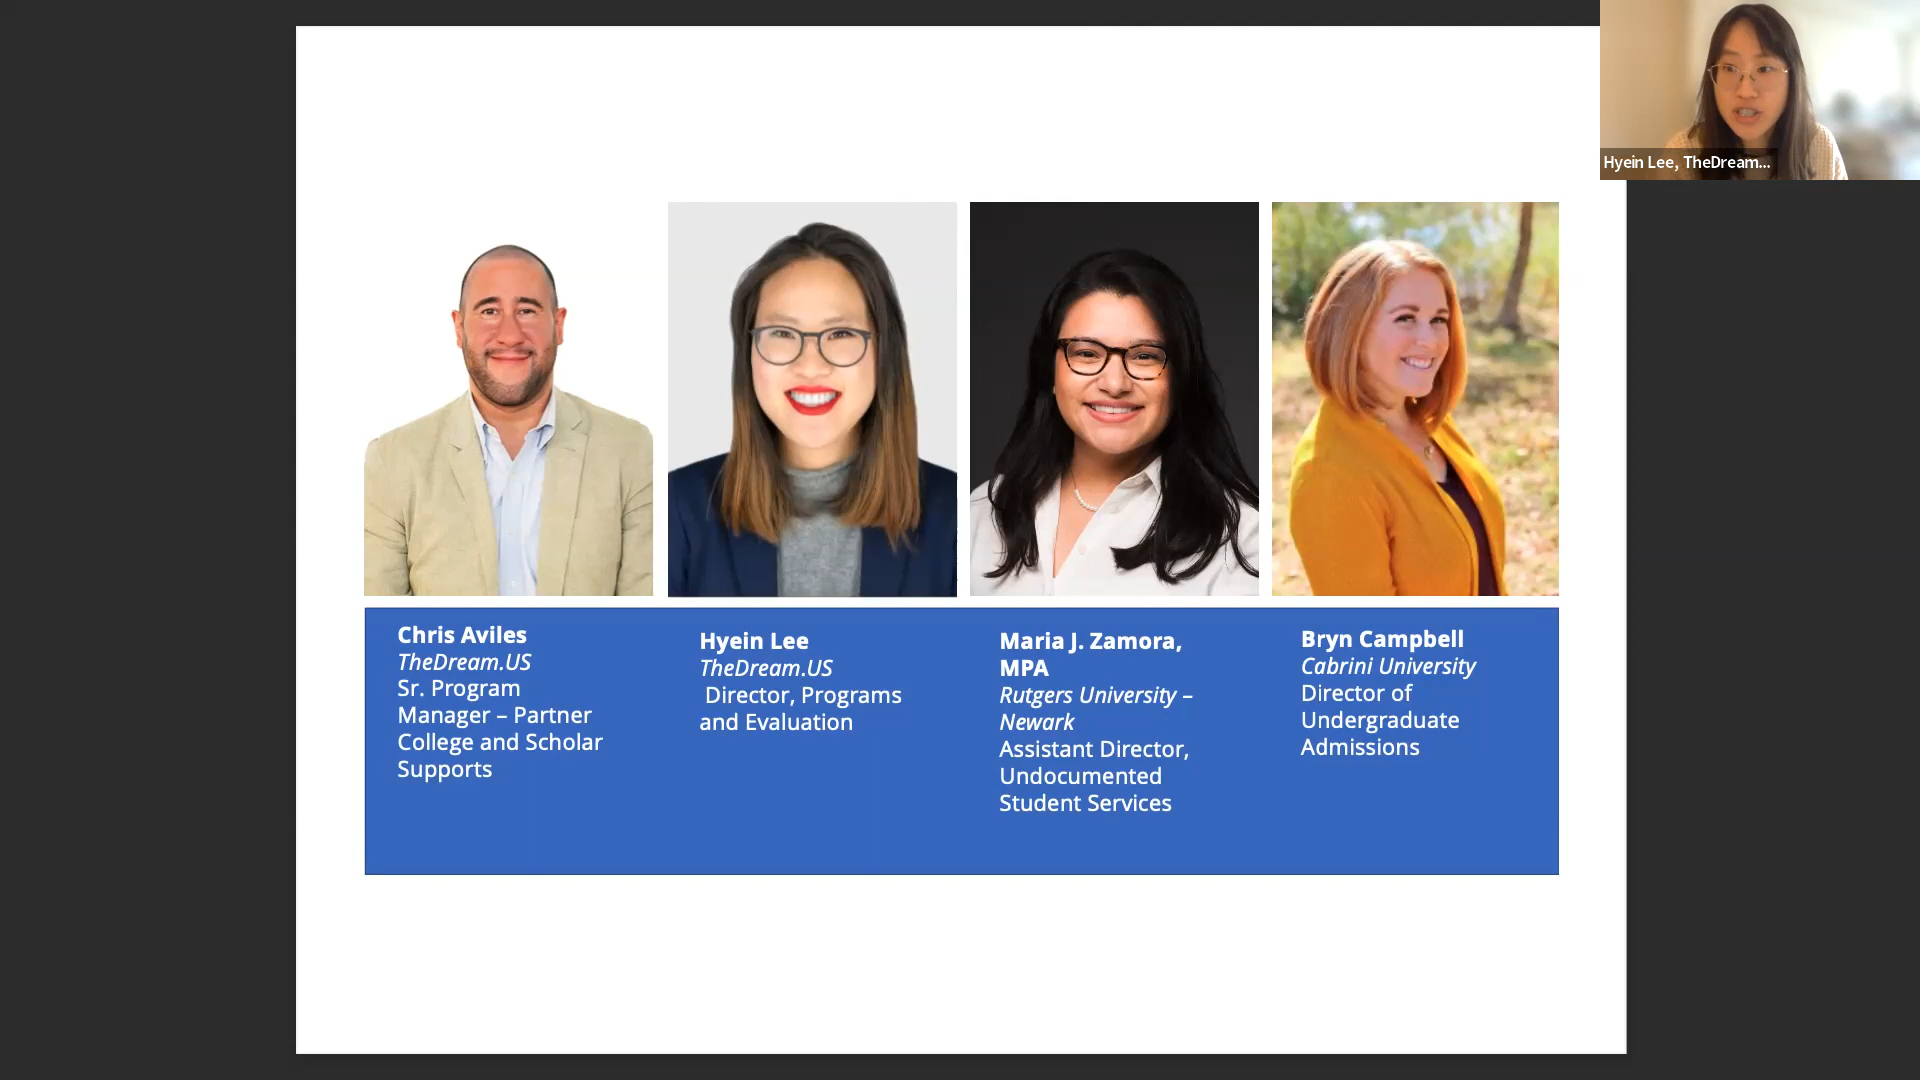 Hyein Lee, TheDream...
Chris Aviles
TheDream.US
Sr. Program
Manager – Partner
College and Scholar
Supports
Hyein Lee
TheDream.US
Director, Programs
and Evaluation
Maria J. Zamora,
MPA
Rutgers University –
Newark
Assistant Director,
Undocumented
Student Services
Bryn Campbell
Cabrini University
Director of
Undergraduate
Admissions